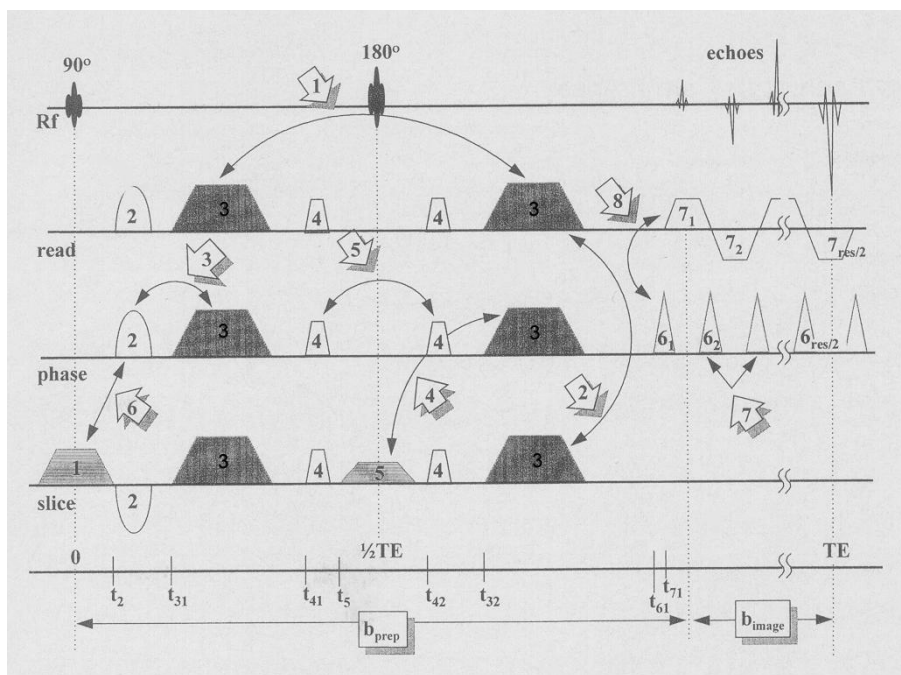 90° 180° echoes
1
Rf
2 3 4 4 3 8 7₁ 7₂ 7res/2
read
3 5
2 3 4 4 3 6₁ 6₂ 6res/2
phase
6 4 2 7
1 3 4 5 4 3
slice
2
0 ½TE TE
t₂ t₃₁ t₄₁ t₅ t₄₂ t₃₂ t₆₁ t₇₁
bprep bimage